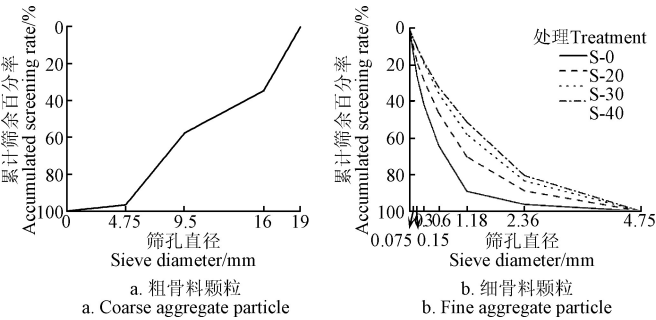 累计筛余百分率
Accumulated screening rate/%
0
20
40
60
80
100
0 4.75 9.5 16 19
筛孔直径
Sieve diameter/mm
a. 粗骨料颗粒
a. Coarse aggregate particle
累计筛余百分率
Accumulated screening rate/%
0
20
40
60
80
100
处理Treatment
S-0
S-20
S-30
S-40
0.30.6 1.18 2.36 4.75
0.075 0.15
筛孔直径
Sieve diameter/mm
b. 细骨料颗粒
b. Fine aggregate particle